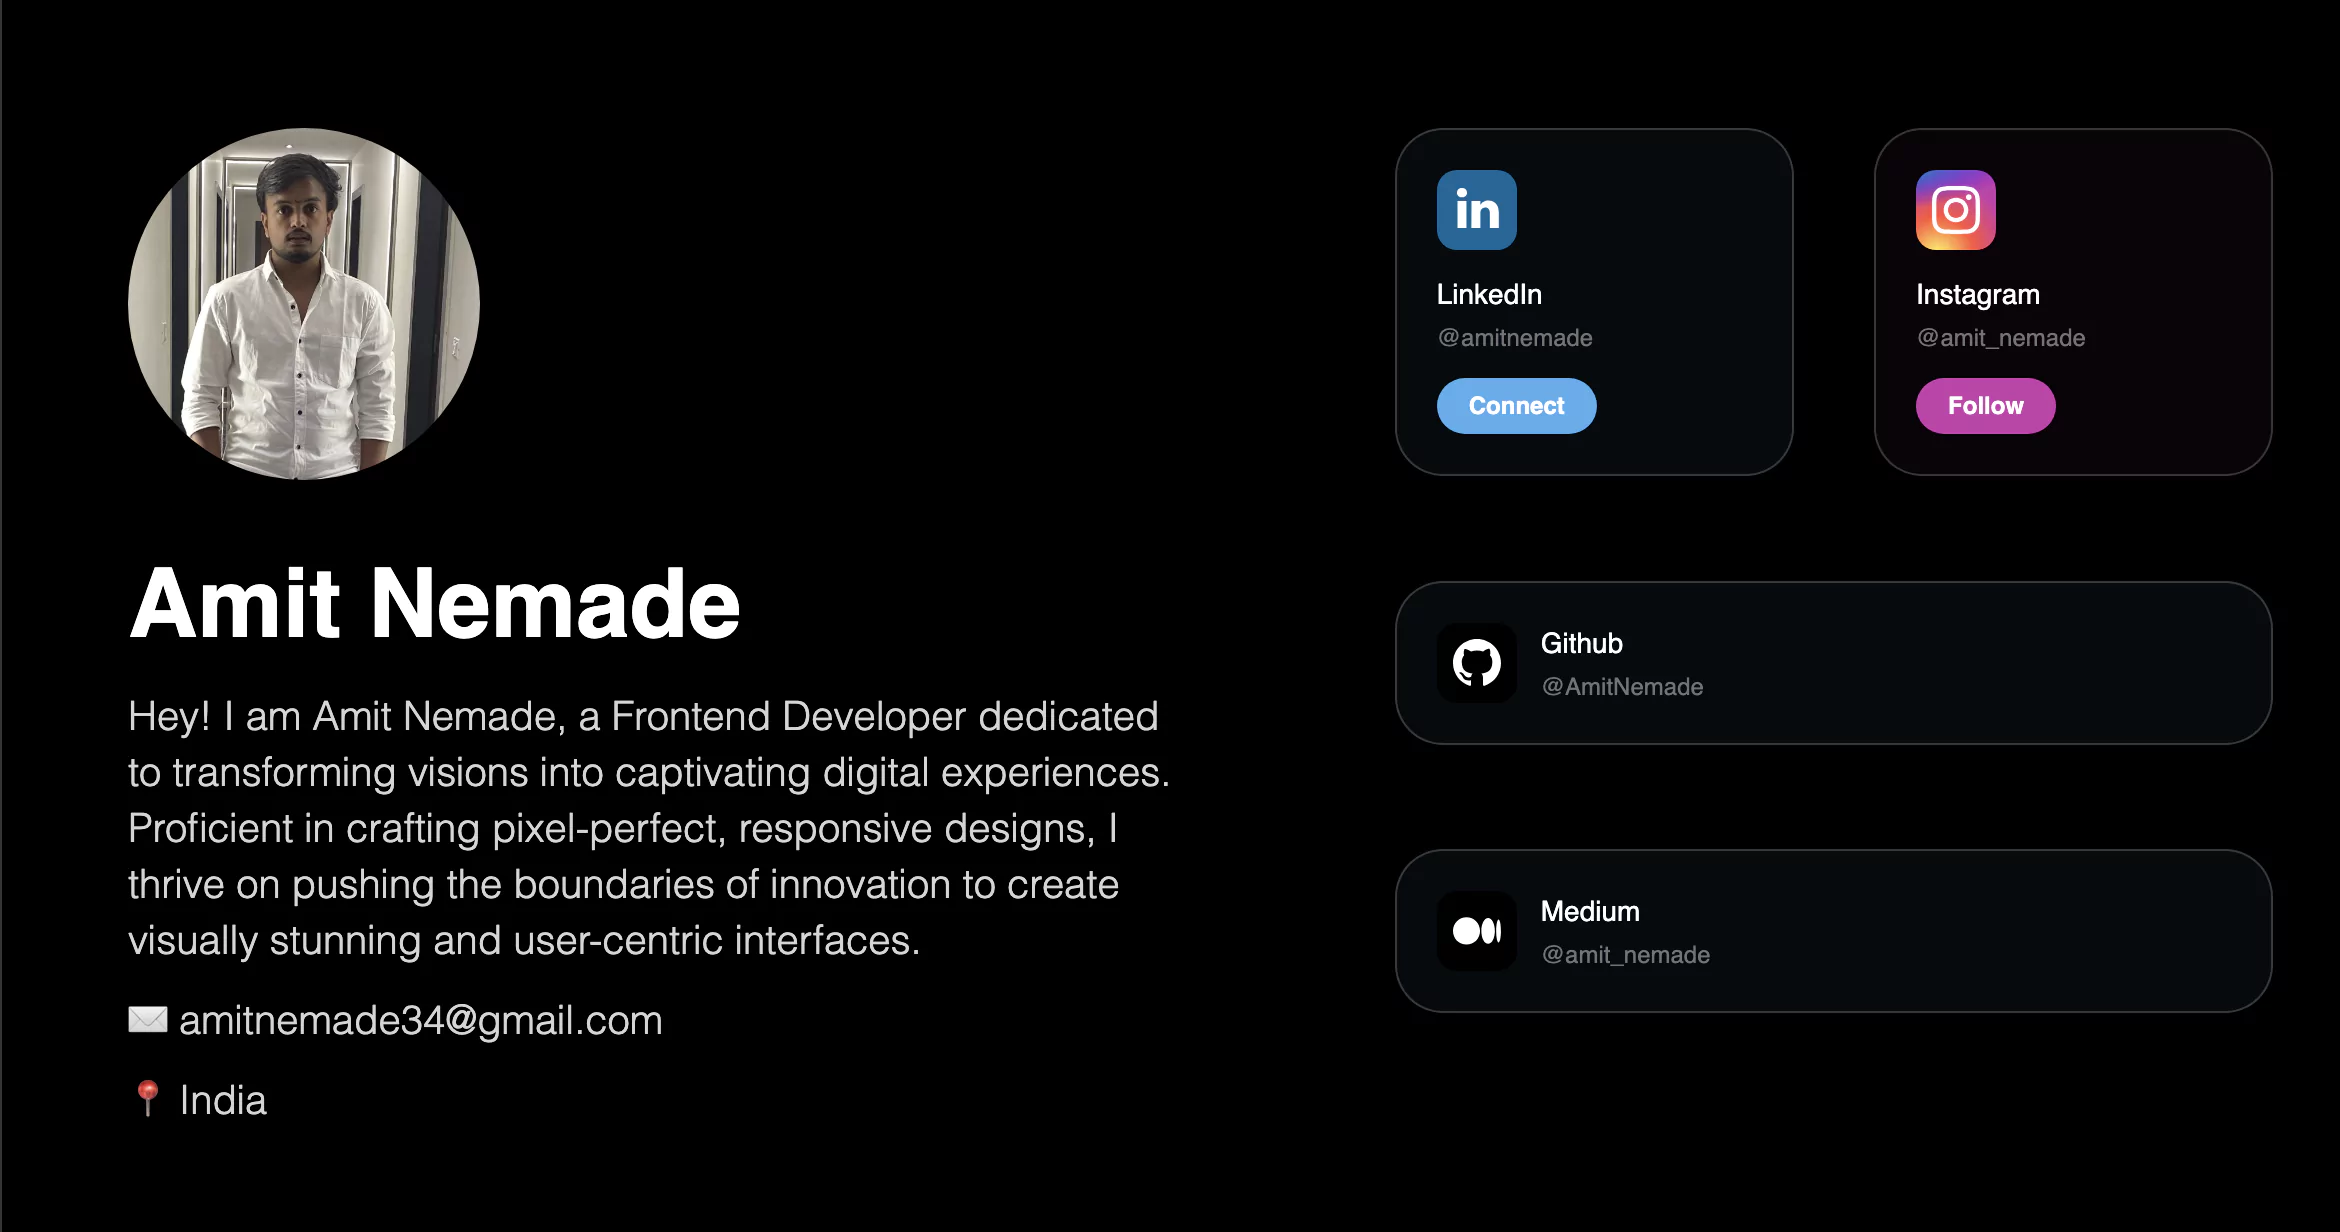 Amit Nemade
Hey! I am Amit Nemade, a Frontend Developer dedicated
to transforming visions into captivating digital experiences.
Proficient in crafting pixel-perfect, responsive designs, I
thrive on pushing the boundaries of innovation to create
visually stunning and user-centric interfaces.
✉️ amitnemade34@gmail.com
📍 India
in
LinkedIn
@amitnemade
Connect
Instagram
@amit_nemade
Follow
Github
@AmitNemade
Medium
@amit_nemade